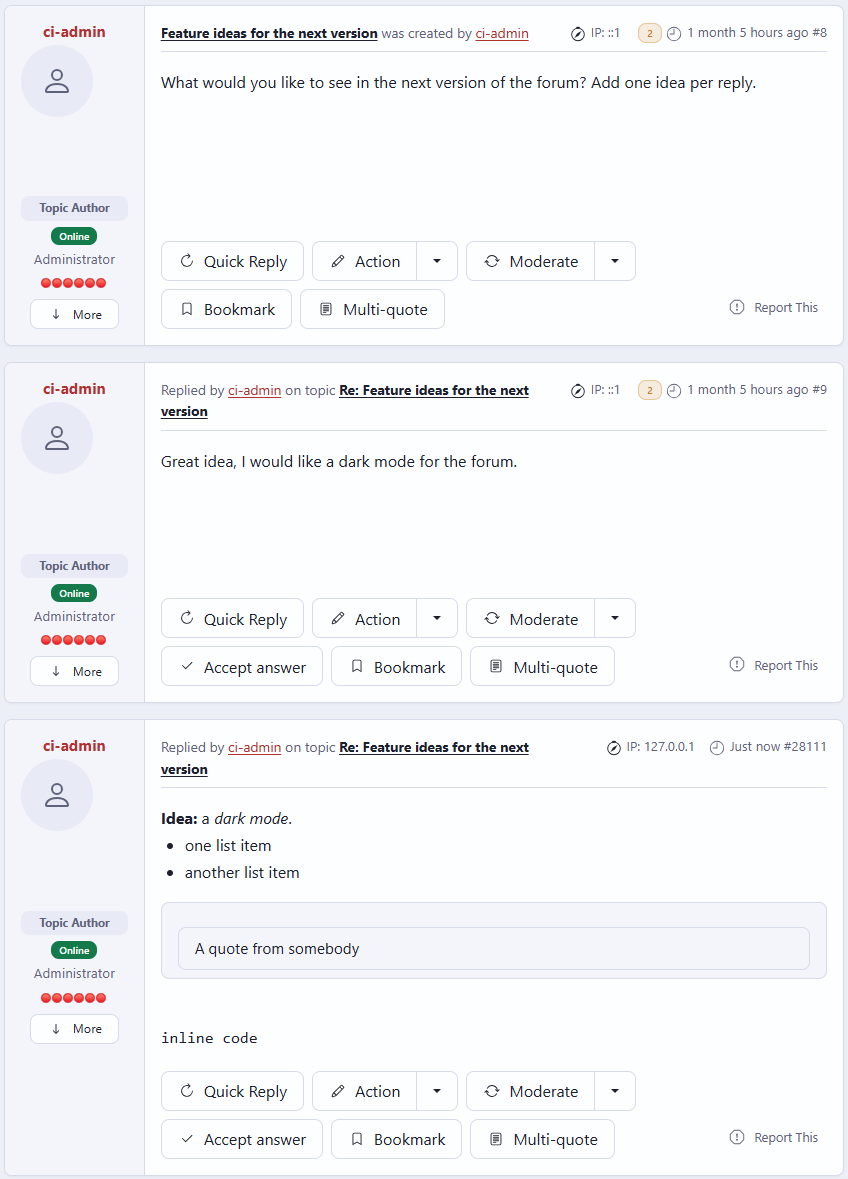 ci-admin
Feature ideas for the next version was created by ci-admin
IP: ::1
2
1 month 5 hours ago #8
What would you like to see in the next version of the forum? Add one idea per reply.
Topic Author
Online
Administrator
More
Quick Reply
Action
Moderate
Bookmark
Multi-quote
Report This
ci-admin
Replied by ci-admin on topic Re: Feature ideas for the next
version
IP: ::1
2
1 month 5 hours ago #9
Great idea, I would like a dark mode for the forum.
Topic Author
Online
Administrator
More
Quick Reply
Action
Moderate
Accept answer
Bookmark
Multi-quote
Report This
ci-admin
Replied by ci-admin on topic Re: Feature ideas for the next
version
IP: 127.0.0.1
Just now #28111
Idea: a dark mode.
• one list item
• another list item
A quote from somebody
inline code
Topic Author
Online
Administrator
More
Quick Reply
Action
Moderate
Accept answer
Bookmark
Multi-quote
Report This